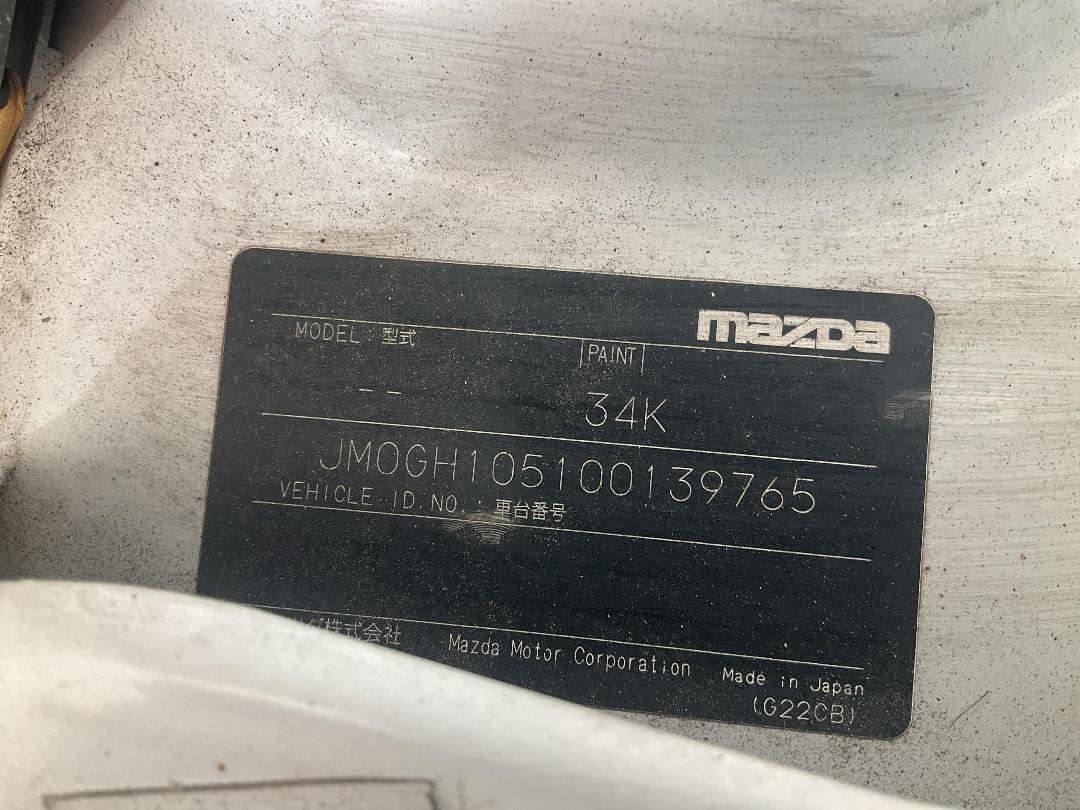 mazda
MODEL 型式 PAINT
-- 34K
JM0GH105100139765
VEHICLE ID.NO. 車台番号
ダ株式会社 Mazda Motor Corporation Made in Japan
(G22CB)